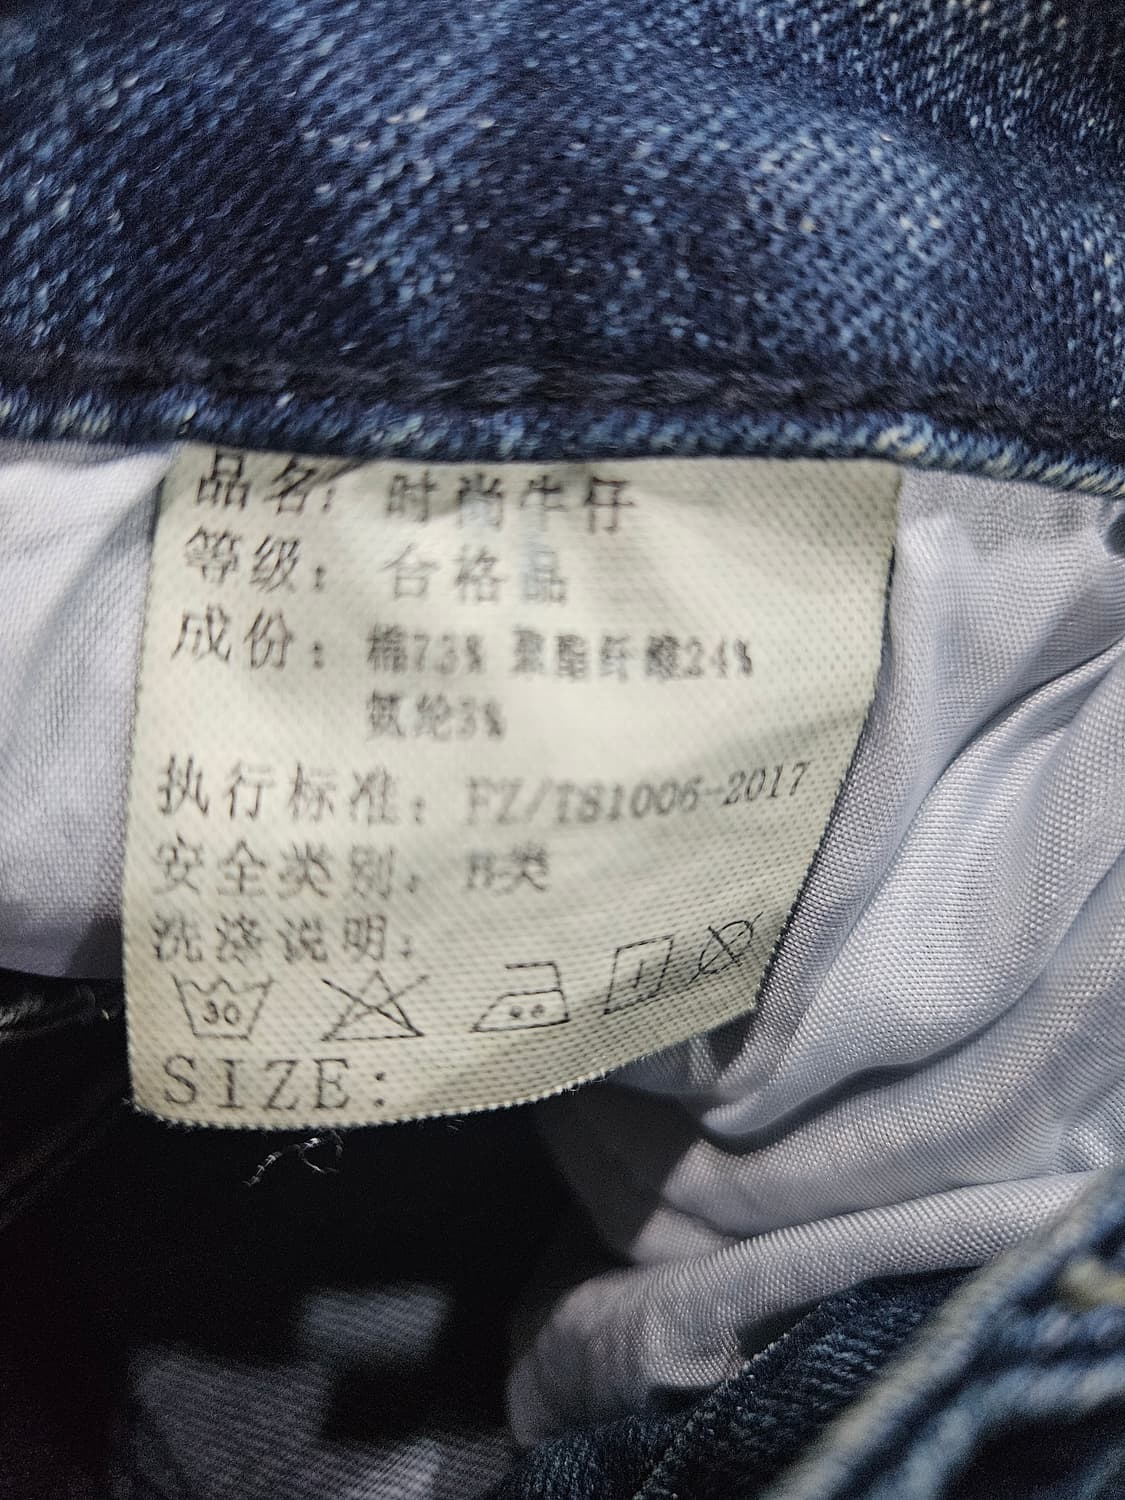 品名: 时尚牛仔
等级: 合格品
成份: 棉73% 聚酯纤维24%
氨纶3%
执行标准: FZ/T81006-2017
安全类别: B类
洗涤说明:
30
SIZE: